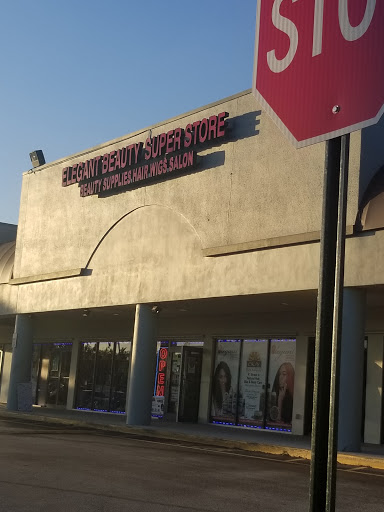 STO
ELEGANT BEAUTY SUPER STORE
BEAUTY SUPPLIES.HAIR.WIGS.SALON
OPEN